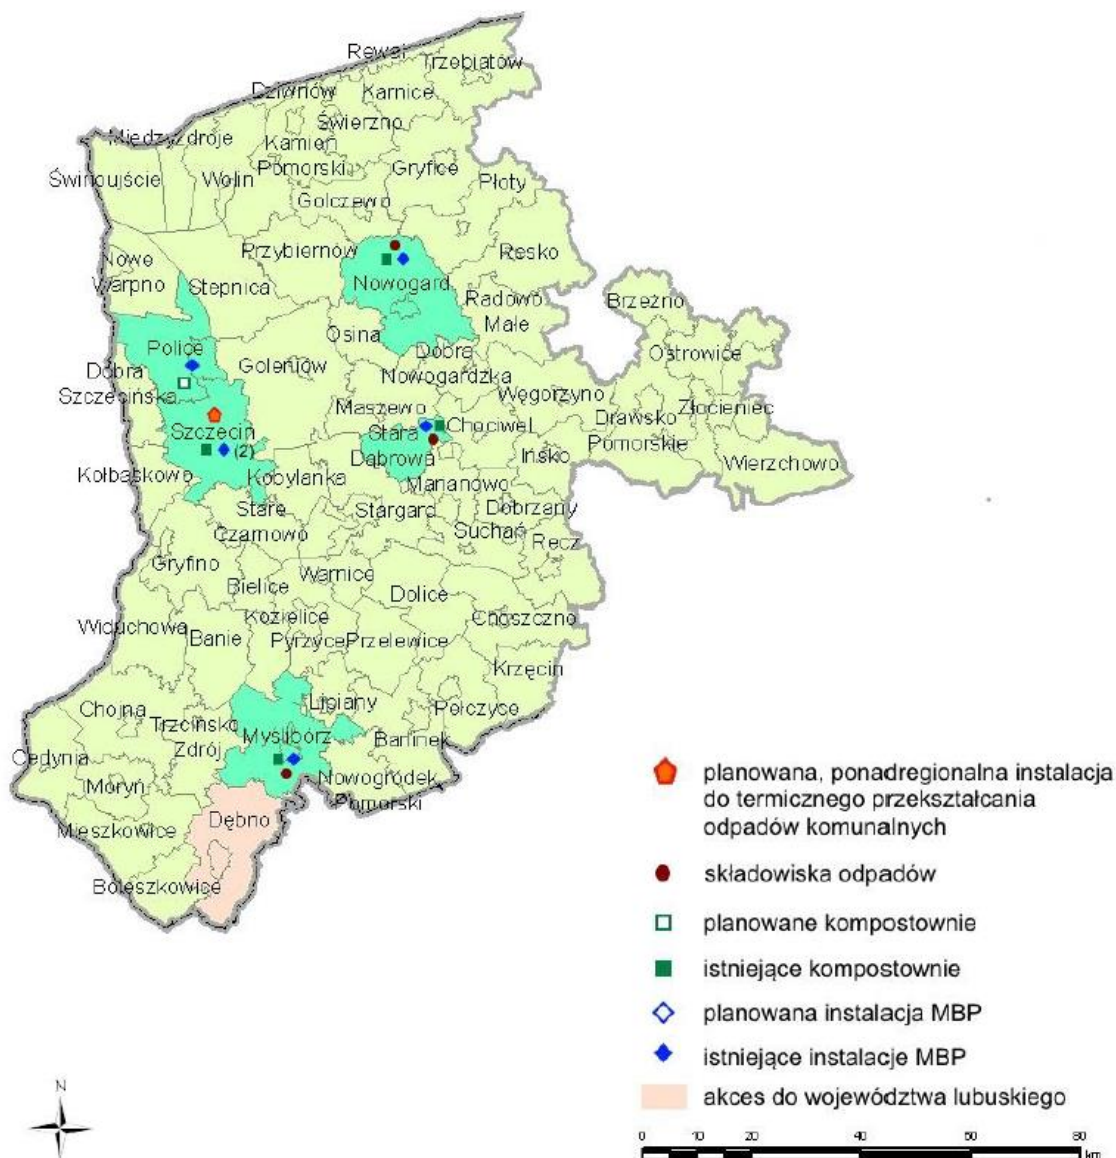 Rewal
Trzebiatów
Dziwnów
Karnice
Świerzno
Międzyzdroje
Kamień
Pomorski
Gryfice
Świnoujście
Wolin
Płoty
Golczewo
Przybiernów
Resko
Nowe
Warpno
Stepnica
Nowogard
Radowo
Małe
Brzeżno
Osina
Police
Dobra
Ostrowice
Dobra
Szczecińska
Goleniów
Nowogardzka
Węgorzyno
Maszewo
Drawsko
Pomorskie
Złocieniec
Szczecin
Stara
Dąbrowa
Chociwel
(2)
Ińsko
Wierzchowo
Kołbaskowo
Kobylanka
Marianowo
Stare
Czarnowo
Stargard
Dobrzany
Suchań
Recz
Gryfino
Bielice
Warnice
Dolice
Widuchowa
Banie
Kozielice
Pyrzyce
Przelewice
Choszczno
Krzęcin
Chojna
Trzcińsko
Zdrój
Lipiany
Pełczyce
Myślibórz
Barlinek
Cedynia
Moryń
Nowogródek
Pomorski
Mieszkowice
Dębno
Boleszkowice
planowana, ponadregionalna instalacja
do termicznego przekształcania
odpadów komunalnych
składowiska odpadów
planowane kompostownie
istniejące kompostownie
planowana instalacja MBP
istniejące instalacje MBP
akces do województwa lubuskiego
N
0 10 20 40 60 80
km